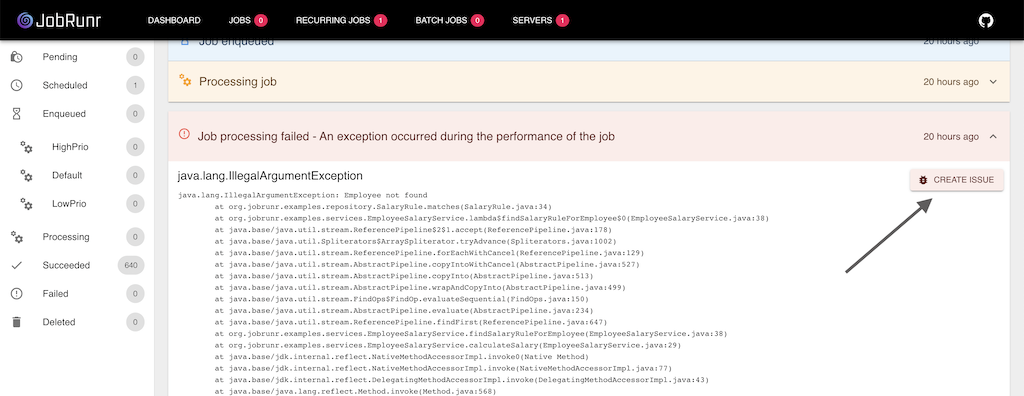 JobRunr DASHBOARD JOBS 0 RECURRING JOBS 1 BATCH JOBS 0 SERVERS 1
Pending 0
Scheduled 1
Enqueued 0
HighPrio 0
Default 0
LowPrio 0
Processing 0
Succeeded 640
Failed 0
Deleted 0
Job enqueued 20 hours ago
Processing job 20 hours ago
Job processing failed - An exception occurred during the performance of the job 20 hours ago
java.lang.IllegalArgumentException
CREATE ISSUE
java.lang.IllegalArgumentException: Employee not found
at org.jobrunr.examples.repository.SalaryRule.matches(SalaryRule.java:34)
at org.jobrunr.examples.services.EmployeeSalaryService.lambda$findSalaryRuleForEmployee$0(EmployeeSalaryService.java:38)
at java.base/java.util.stream.ReferencePipeline$2$1.accept(ReferencePipeline.java:178)
at java.base/java.util.Spliterators$ArraySpliterator.tryAdvance(Spliterators.java:1002)
at java.base/java.util.stream.ReferencePipeline.forEachWithCancel(ReferencePipeline.java:129)
at java.base/java.util.stream.AbstractPipeline.copyIntoWithCancel(AbstractPipeline.java:527)
at java.base/java.util.stream.AbstractPipeline.copyInto(AbstractPipeline.java:513)
at java.base/java.util.stream.AbstractPipeline.wrapAndCopyInto(AbstractPipeline.java:499)
at java.base/java.util.stream.FindOps$FindOp.evaluateSequential(FindOps.java:150)
at java.base/java.util.stream.AbstractPipeline.evaluate(AbstractPipeline.java:234)
at java.base/java.util.stream.ReferencePipeline.findFirst(ReferencePipeline.java:647)
at org.jobrunr.examples.services.EmployeeSalaryService.findSalaryRuleForEmployee(EmployeeSalaryService.java:38)
at org.jobrunr.examples.services.EmployeeSalaryService.calculateSalary(EmployeeSalaryService.java:29)
at java.base/jdk.internal.reflect.NativeMethodAccessorImpl.invoke0(Native Method)
at java.base/jdk.internal.reflect.NativeMethodAccessorImpl.invoke(NativeMethodAccessorImpl.java:77)
at java.base/jdk.internal.reflect.DelegatingMethodAccessorImpl.invoke(DelegatingMethodAccessorImpl.java:43)
at java.base/java.lang.reflect.Method.invoke(Method.java:568)